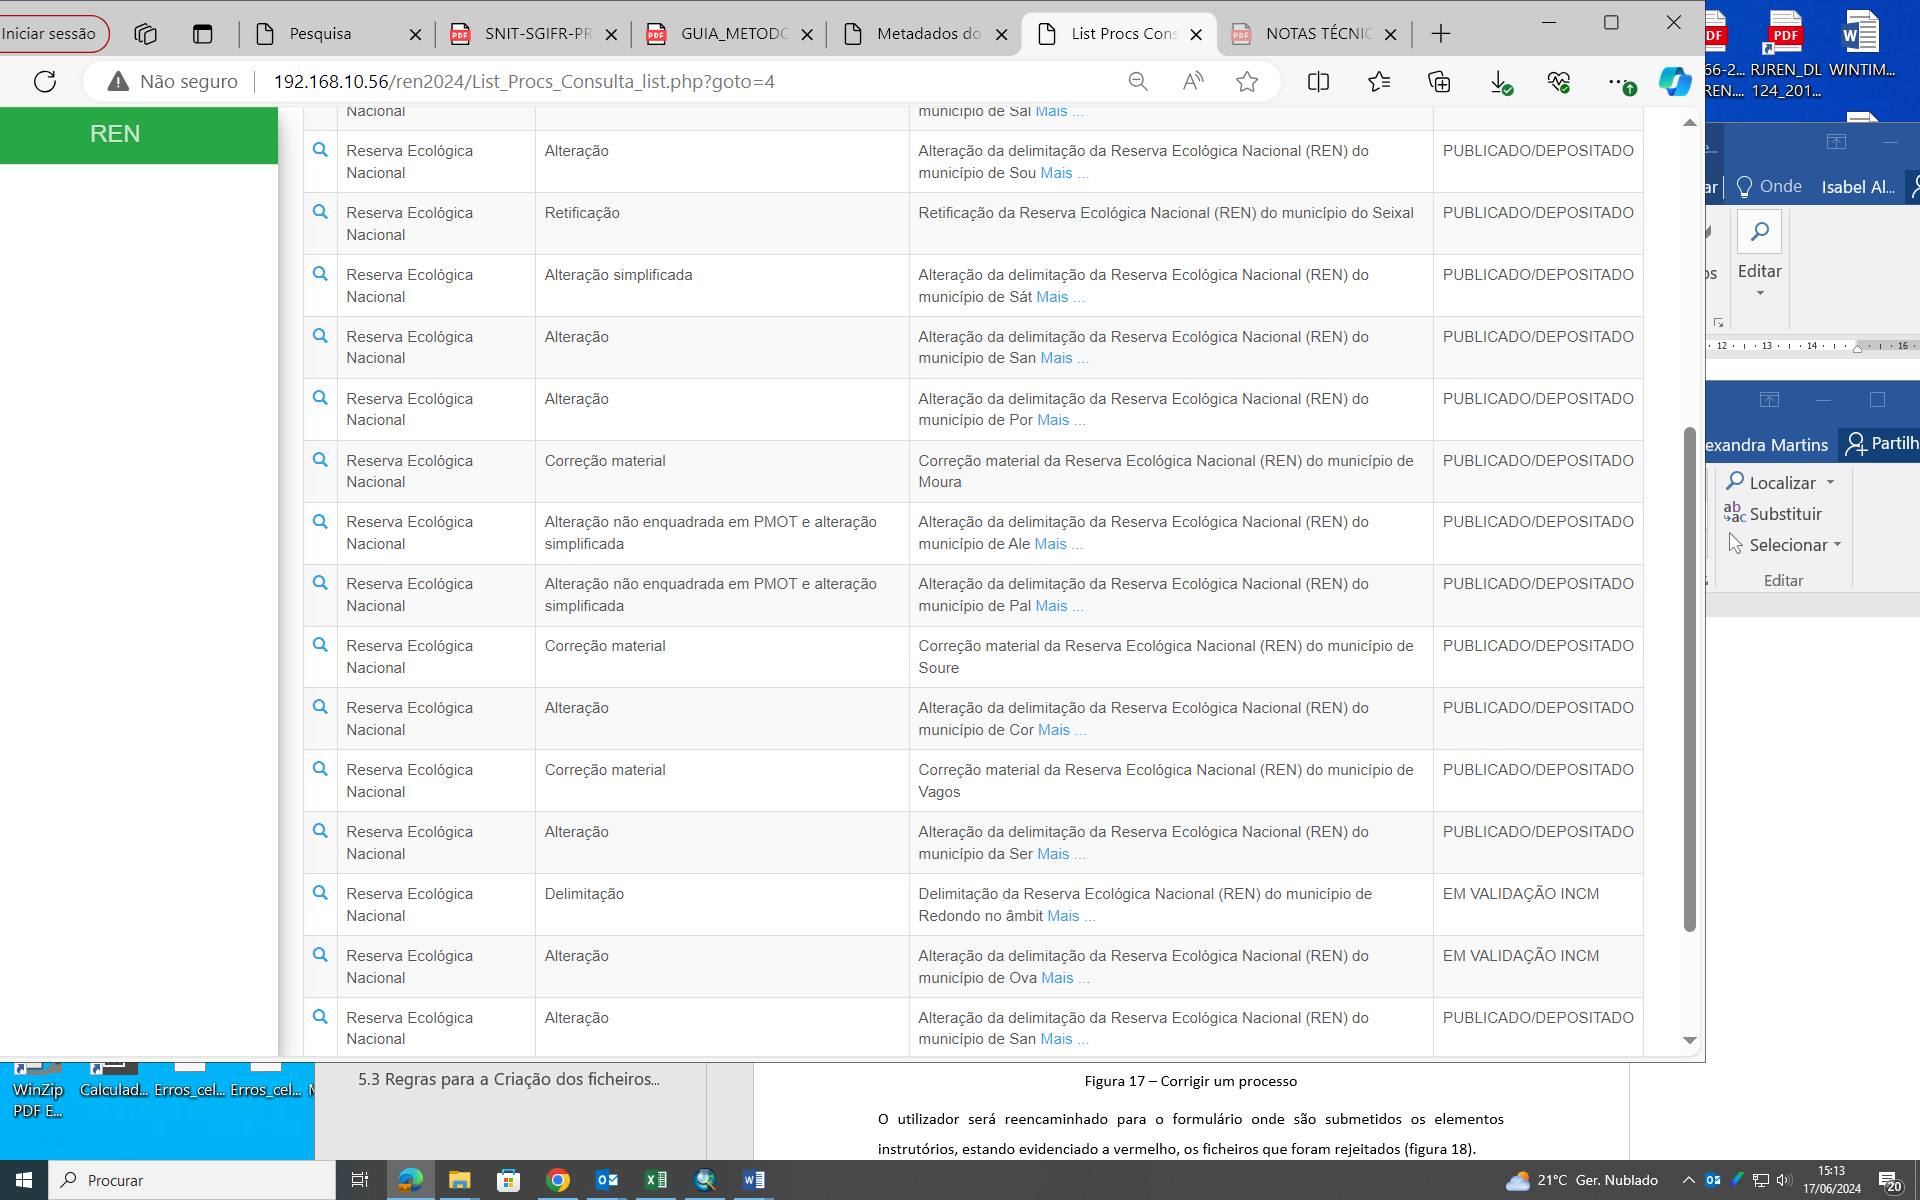 Iniciar sessão
Pesquisa
SNIT-SGIFR-PR
GUIA_METODO
Metadados do
List Procs Cons
NOTAS TÉCNIC
Não seguro
192.168.10.56/ren2024/List_Procs_Consulta_list.php?goto=4
REN
Nacional
município de Sal Mais ...
Reserva Ecológica
Nacional
Alteração
Alteração da delimitação da Reserva Ecológica Nacional (REN) do
município de Sou Mais ...
PUBLICADO/DEPOSITADO
Reserva Ecológica
Nacional
Retificação
Retificação da Reserva Ecológica Nacional (REN) do município do Seixal
PUBLICADO/DEPOSITADO
Reserva Ecológica
Nacional
Alteração simplificada
Alteração da delimitação da Reserva Ecológica Nacional (REN) do
município de Sát Mais ...
PUBLICADO/DEPOSITADO
Reserva Ecológica
Nacional
Alteração
Alteração da delimitação da Reserva Ecológica Nacional (REN) do
município de San Mais ...
PUBLICADO/DEPOSITADO
Reserva Ecológica
Nacional
Alteração
Alteração da delimitação da Reserva Ecológica Nacional (REN) do
município de Por Mais ...
PUBLICADO/DEPOSITADO
Reserva Ecológica
Nacional
Correção material
Correção material da Reserva Ecológica Nacional (REN) do município de
Moura
PUBLICADO/DEPOSITADO
Reserva Ecológica
Nacional
Alteração não enquadrada em PMOT e alteração
simplificada
Alteração da delimitação da Reserva Ecológica Nacional (REN) do
município de Ale Mais ...
PUBLICADO/DEPOSITADO
Reserva Ecológica
Nacional
Alteração não enquadrada em PMOT e alteração
simplificada
Alteração da delimitação da Reserva Ecológica Nacional (REN) do
município de Pal Mais ...
PUBLICADO/DEPOSITADO
Reserva Ecológica
Nacional
Correção material
Correção material da Reserva Ecológica Nacional (REN) do município de
Soure
PUBLICADO/DEPOSITADO
Reserva Ecológica
Nacional
Alteração
Alteração da delimitação da Reserva Ecológica Nacional (REN) do
município de Cor Mais ...
PUBLICADO/DEPOSITADO
Reserva Ecológica
Nacional
Correção material
Correção material da Reserva Ecológica Nacional (REN) do município de
Vagos
PUBLICADO/DEPOSITADO
Reserva Ecológica
Nacional
Alteração
Alteração da delimitação da Reserva Ecológica Nacional (REN) do
município da Ser Mais ...
PUBLICADO/DEPOSITADO
Reserva Ecológica
Nacional
Delimitação
Delimitação da Reserva Ecológica Nacional (REN) do município de
Redondo no âmbit Mais ...
EM VALIDAÇÃO INCM
Reserva Ecológica
Nacional
Alteração
Alteração da delimitação da Reserva Ecológica Nacional (REN) do
município de Ova Mais ...
EM VALIDAÇÃO INCM
Reserva Ecológica
Nacional
Alteração
Alteração da delimitação da Reserva Ecológica Nacional (REN) do
município de San Mais ...
PUBLICADO/DEPOSITADO
PDF
66-2...
REN....
RJREN_DL
124_201...
WINTIM...
Onde
Isabel Al...
Editar
12 13 14 16
exandra Martins
Partilh
Localizar
Substituir
Selecionar
Editar
WinZip
PDF E...
Calculad...
Erros_cel...
Erros_cel...
5.3 Regras para a Criação dos ficheiros...
Figura 17 – Corrigir um processo
O utilizador será reencaminhado para o formulário onde são submetidos os elementos
instrutórios, estando evidenciado a vermelho, os ficheiros que foram rejeitados (figura 18).
Procurar
21°C Ger. Nublado
15:13
17/06/2024
20